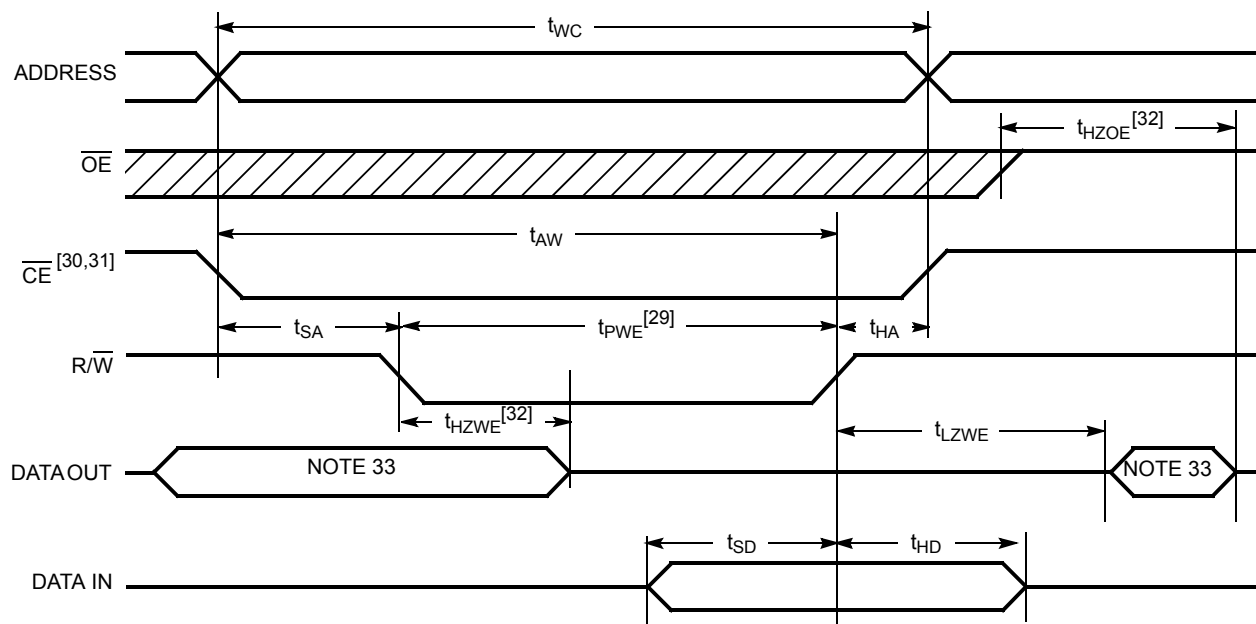 tWC
ADDRESS
tHZOE[32]
OE
tAW
CE[30,31]
tSA
tPWE[29]
tHA
R/W
tHZWE[32]
tLZWE
DATA OUT
NOTE 33
NOTE 33
tSD
tHD
DATA IN